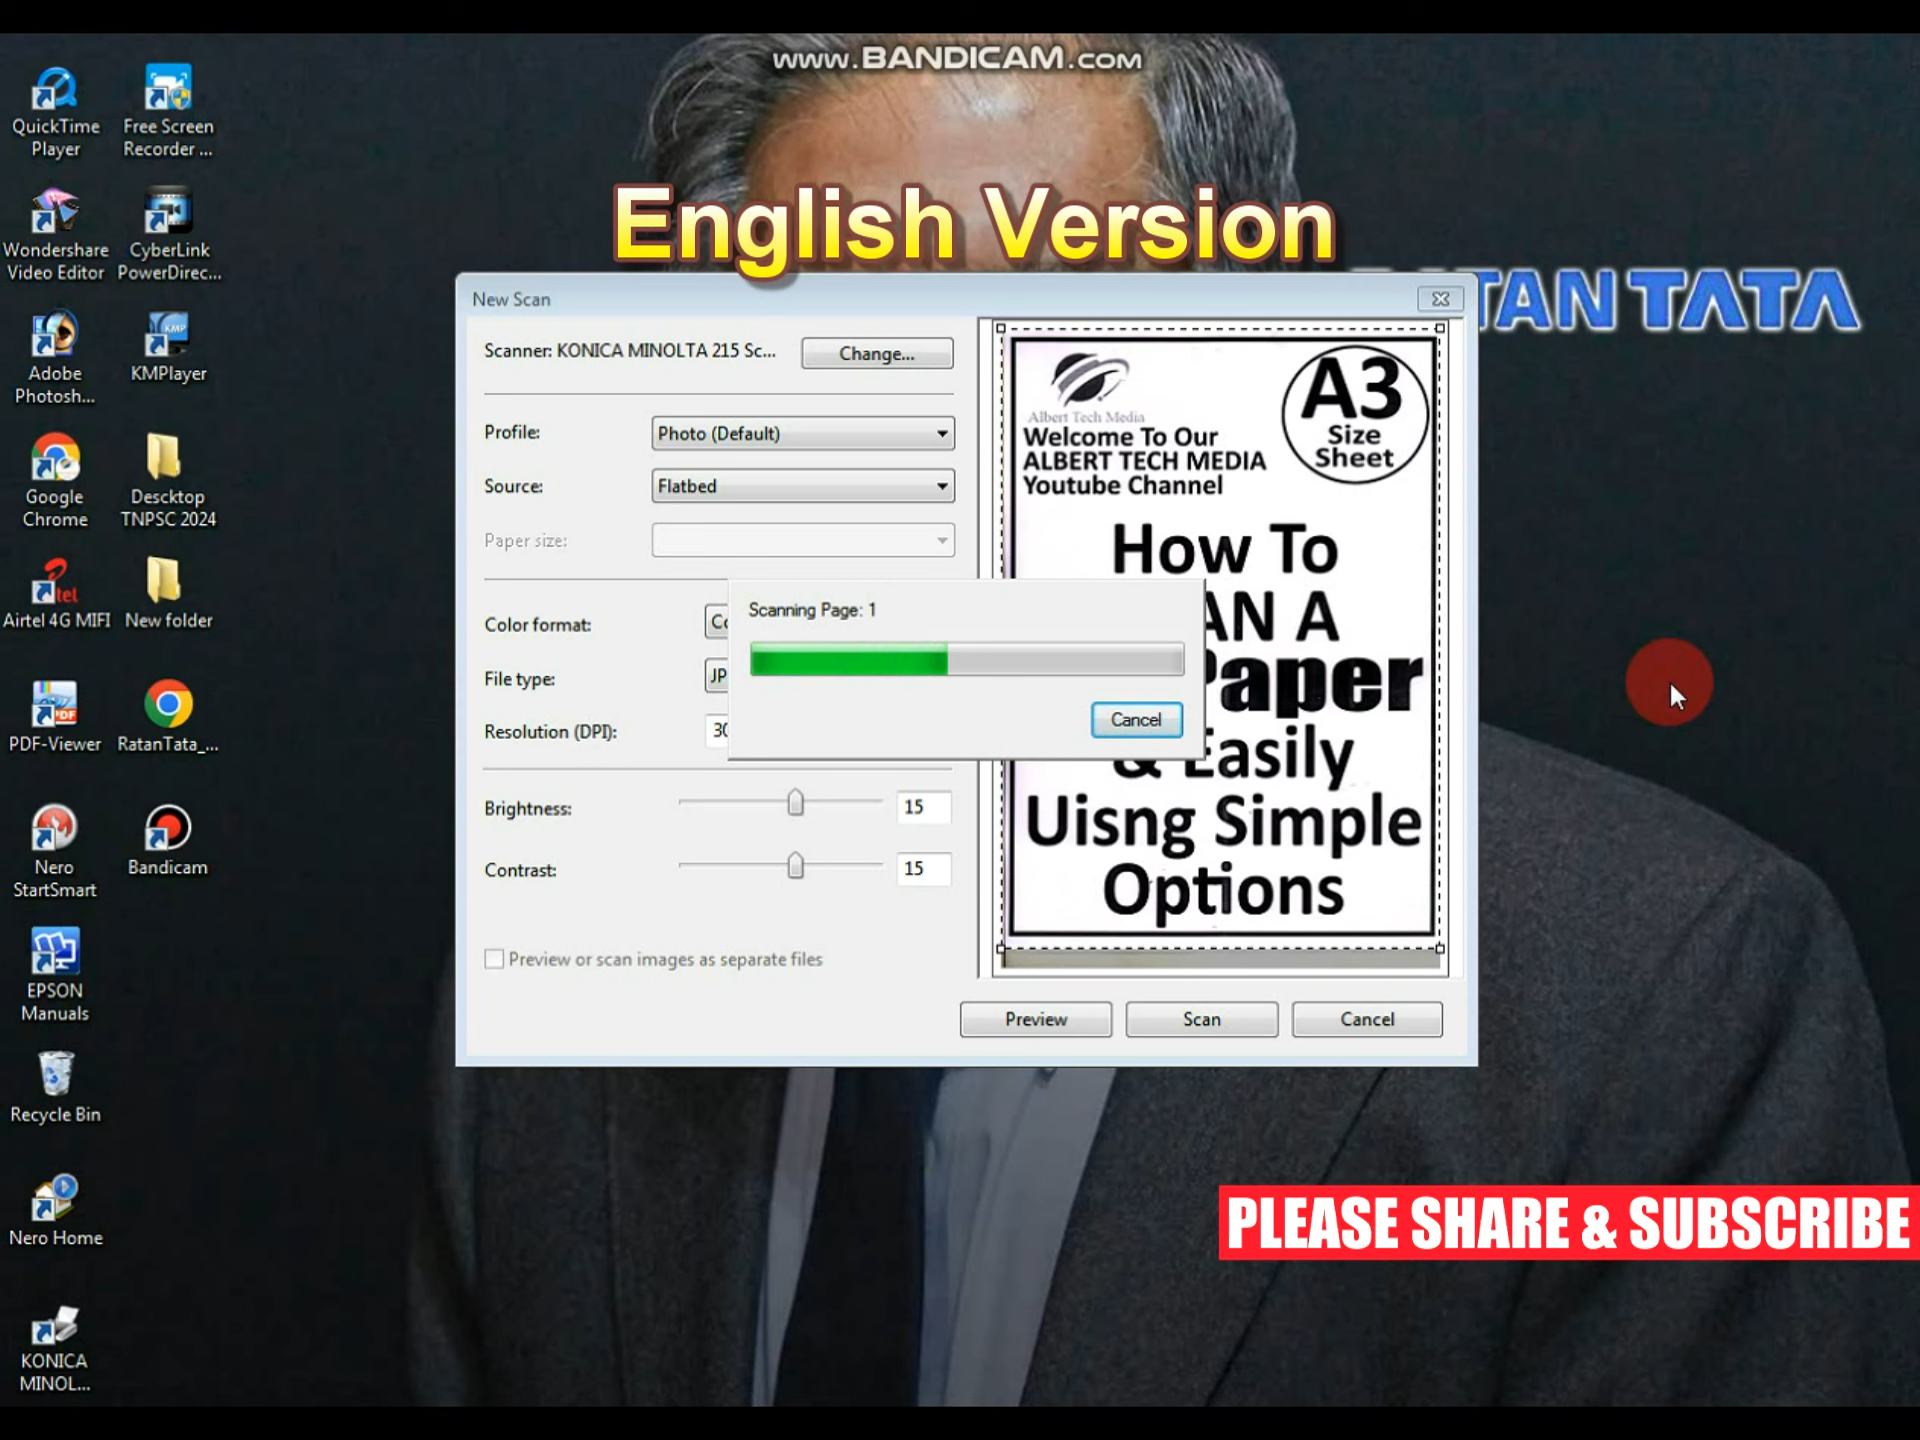 www.BANDICAM.com
QuickTime
Player
Free Screen
Recorder ...
Wondershare
Video Editor
CyberLink
PowerDirec...
Adobe
Photosh...
KMPlayer
Google
Chrome
Descktop
TNPSC 2024
Airtel 4G MIFI
New folder
PDF-Viewer
RatanTata_...
Nero
StartSmart
Bandicam
EPSON
Manuals
Recycle Bin
Nero Home
KONICA
MINOL...
English Version
TAN TATA
New Scan
Scanner: KONICA MINOLTA 215 Sc...
Change...
Profile:
Photo (Default)
Source:
Flatbed
Paper size:
Color format:
Co
File type:
JP
Resolution (DPI):
30
Brightness:
15
Contrast:
15
Preview or scan images as separate files
Scanning Page: 1
Cancel
Albert Tech Media
Welcome To Our
ALBERT TECH MEDIA
Youtube Channel
A3
Size
Sheet
How To
AN A
Paper
& Easily
Uisng Simple
Options
Preview
Scan
Cancel
PLEASE SHARE & SUBSCRIBE